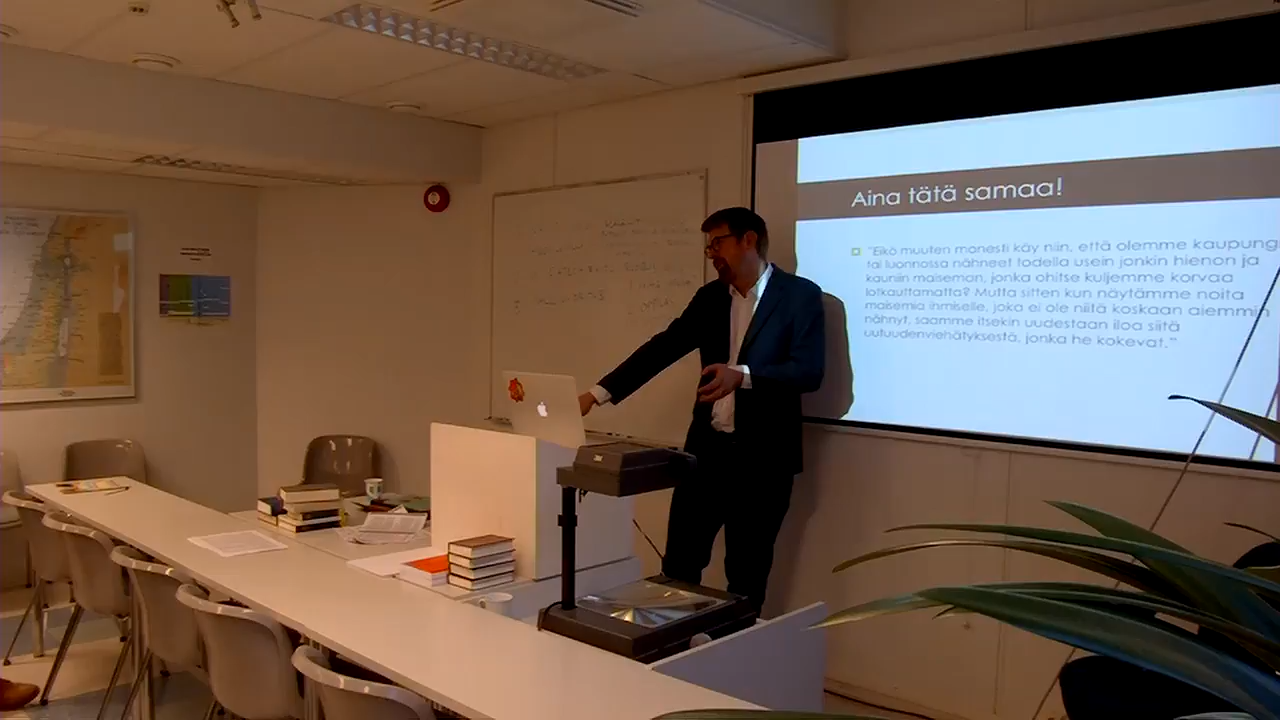 Aina tätä samaa!
"Eikö muuten monesti käy niin, että olemme kaupung
tai luonnossa nähneet todella usein jonkin hienon ja
kauniin maiseman, jonka ohitse kuljemme korvaa
lotkauttamatta? Mutta sitten kun näytämme noita
maisemia ihmiselle, joka ei ole niitä koskaan aiemmin
nähnyt, saamme itsekin uudestaan iloa siitä
uutuudenviehätyksestä, jonka he kokevat."